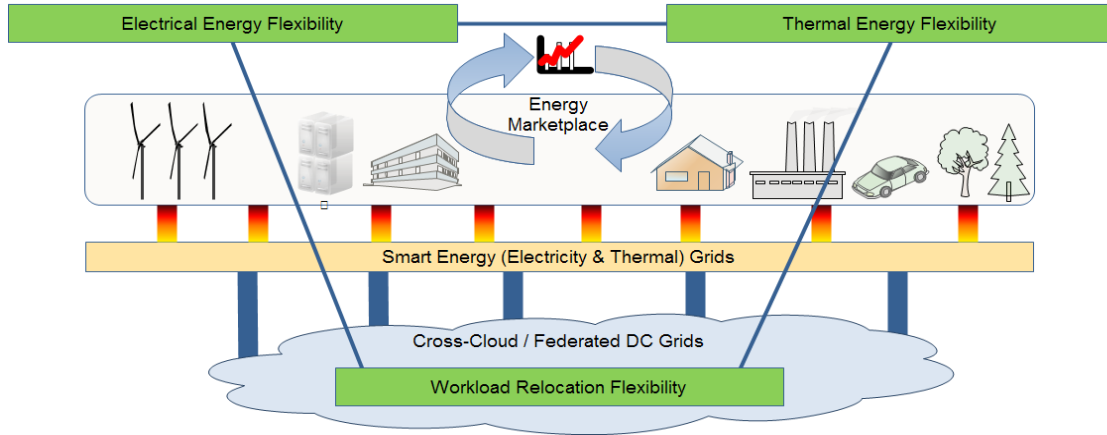 Electrical Energy Flexibility
Thermal Energy Flexibility
Energy
Marketplace
Smart Energy (Electricity & Thermal) Grids
Cross-Cloud / Federated DC Grids
Workload Relocation Flexibility